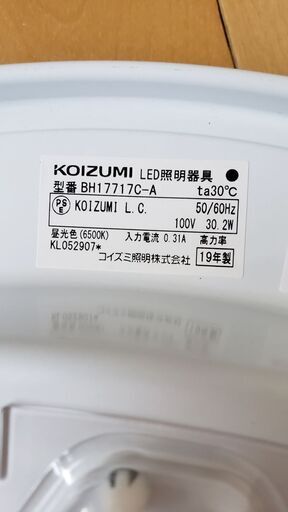 KOIZUMI LED照明器具 ●
型番 BH17717C-A ta30℃
PS E KOIZUMI L.C. 50/60Hz
100V 30.2W
昼光色(6500K) 入力電流 0.31A 高力率
KL052907*
コイズミ照明株式会社 19年製